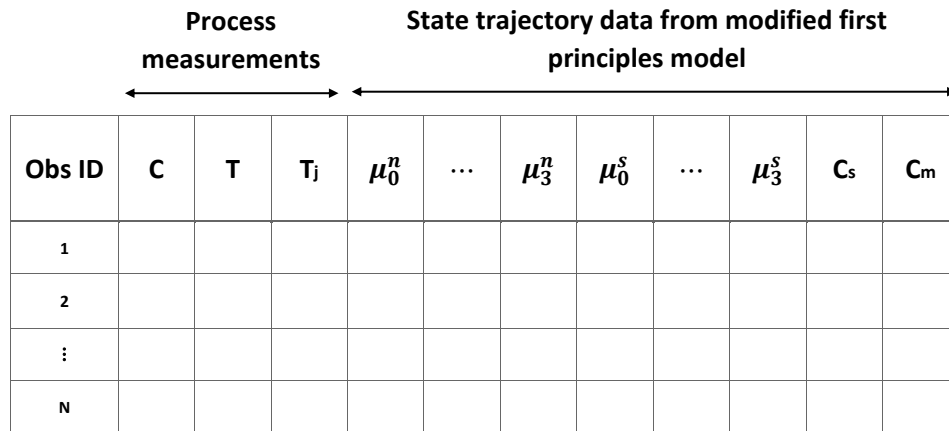 Process
measurements
State trajectory data from modified first
principles model
Obs ID C T Tj μ₀ⁿ ⋯ μ₃ⁿ μ₀ˢ ⋯ μ₃ˢ Cs Cm
1
2
⋮
N